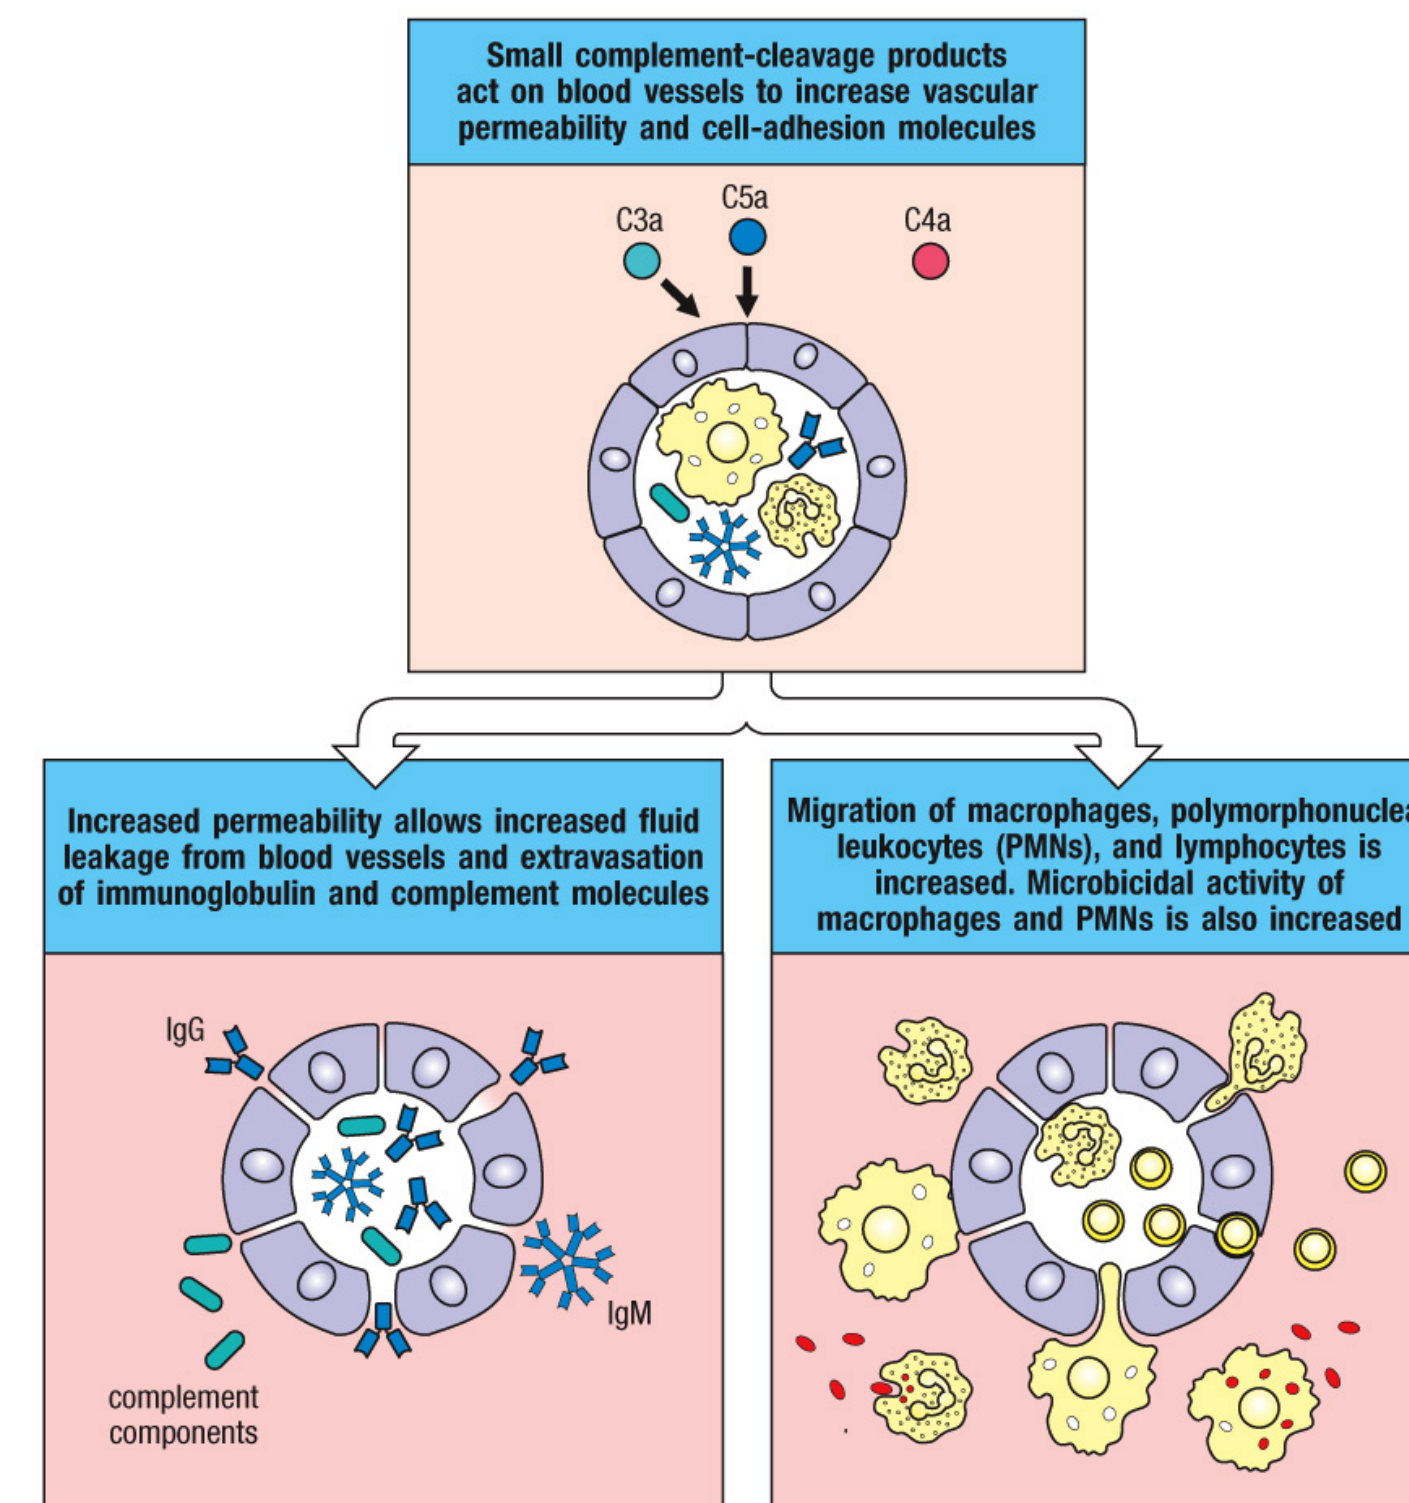 Small complement-cleavage products
act on blood vessels to increase vascular
permeability and cell-adhesion molecules
C3a
C5a
C4a
Increased permeability allows increased fluid
leakage from blood vessels and extravasation
of immunoglobulin and complement molecules
IgG
IgM
complement
components
Migration of macrophages, polymorphonuclea
leukocytes (PMNs), and lymphocytes is
increased. Microbicidal activity of
macrophages and PMNs is also increased